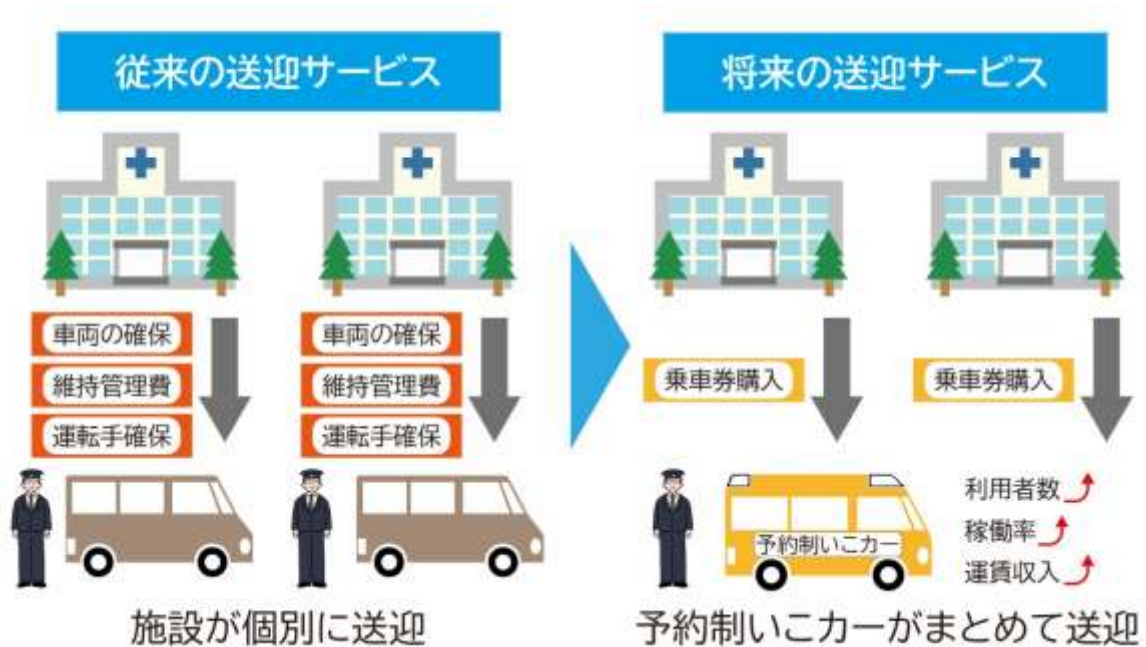 従来の送迎サービス
車両の確保
維持管理費
運転手確保
車両の確保
維持管理費
運転手確保
施設が個別に送迎
将来の送迎サービス
乗車券購入
乗車券購入
予約制いこカー
利用者数
稼働率
運賃収入
予約制いこカーがまとめて送迎